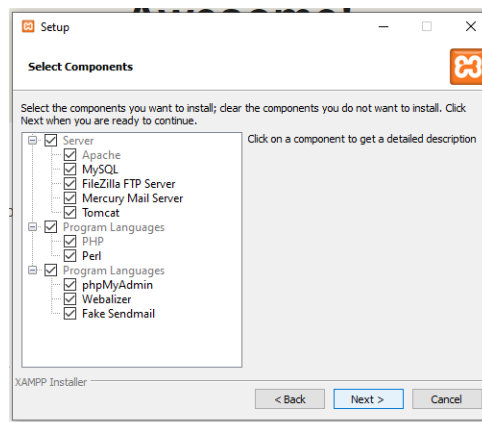 Setup
Select Components
Select the components you want to install; clear the components you do not want to install. Click
Next when you are ready to continue.
Server
Apache
MySQL
FileZilla FTP Server
Mercury Mail Server
Tomcat
Program Languages
PHP
Perl
Program Languages
phpMyAdmin
Webalizer
Fake Sendmail
Click on a component to get a detailed description
XAMPP Installer
< Back
Next >
Cancel